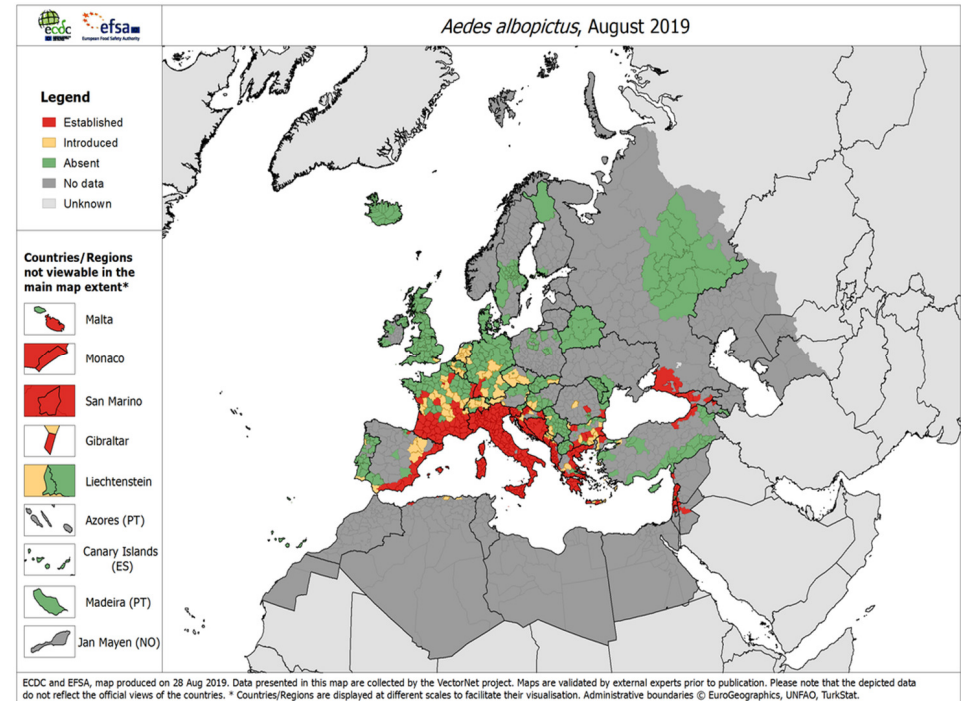 ecdc
efsa
European Food Safety Authority
Aedes albopictus, August 2019
Legend
Established
Introduced
Absent
No data
Unknown
Countries/Regions
not viewable in the
main map extent*
Malta
Monaco
San Marino
Gibraltar
Liechtenstein
Azores (PT)
Canary Islands
(ES)
Madeira (PT)
Jan Mayen (NO)
ECDC and EFSA, map produced on 28 Aug 2019. Data presented in this map are collected by the VectorNet project. Maps are validated by external experts prior to publication. Please note that the depicted data
do not reflect the official views of the countries. * Countries/Regions are displayed at different scales to facilitate their visualisation. Administrative boundaries © EuroGeographics, UNFAO, TurkStat.